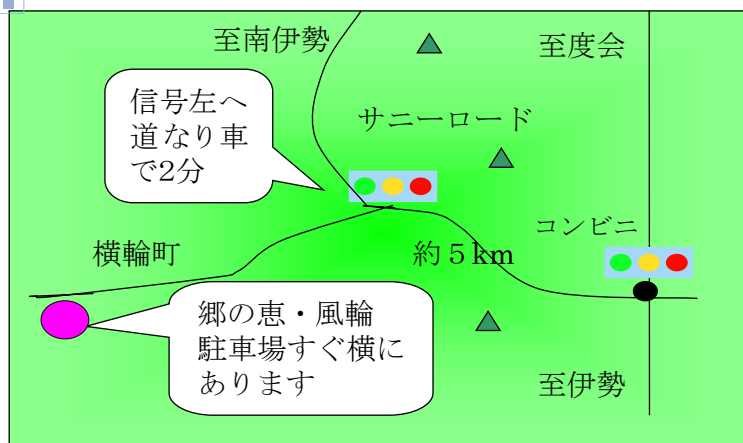 至南伊勢
至度会
信号左へ
道なり車
で2分
サニーロード
コンビニ
横輪町
約5km
郷の恵・風輪
駐車場すぐ横に
あります
至伊勢